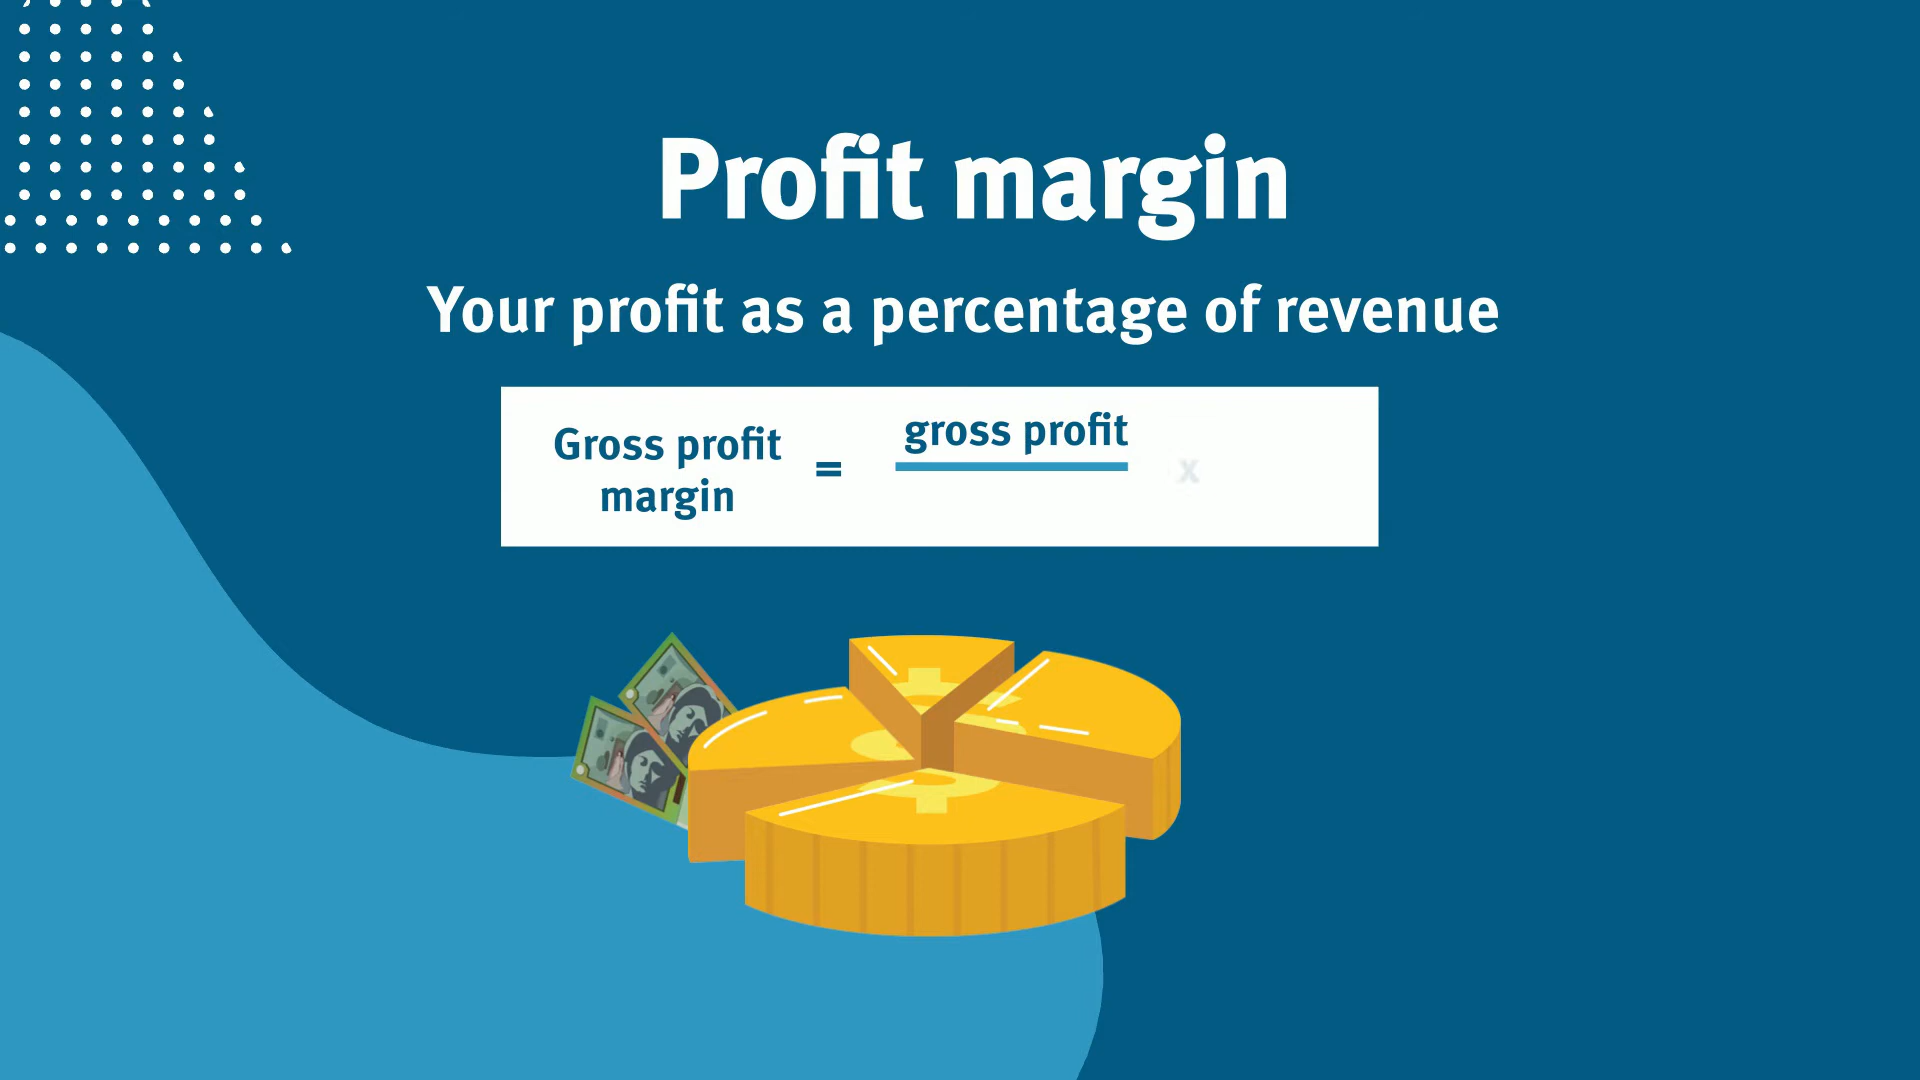 Profit margin
Your profit as a percentage of revenue
Gross profit
margin
=
gross profit
x